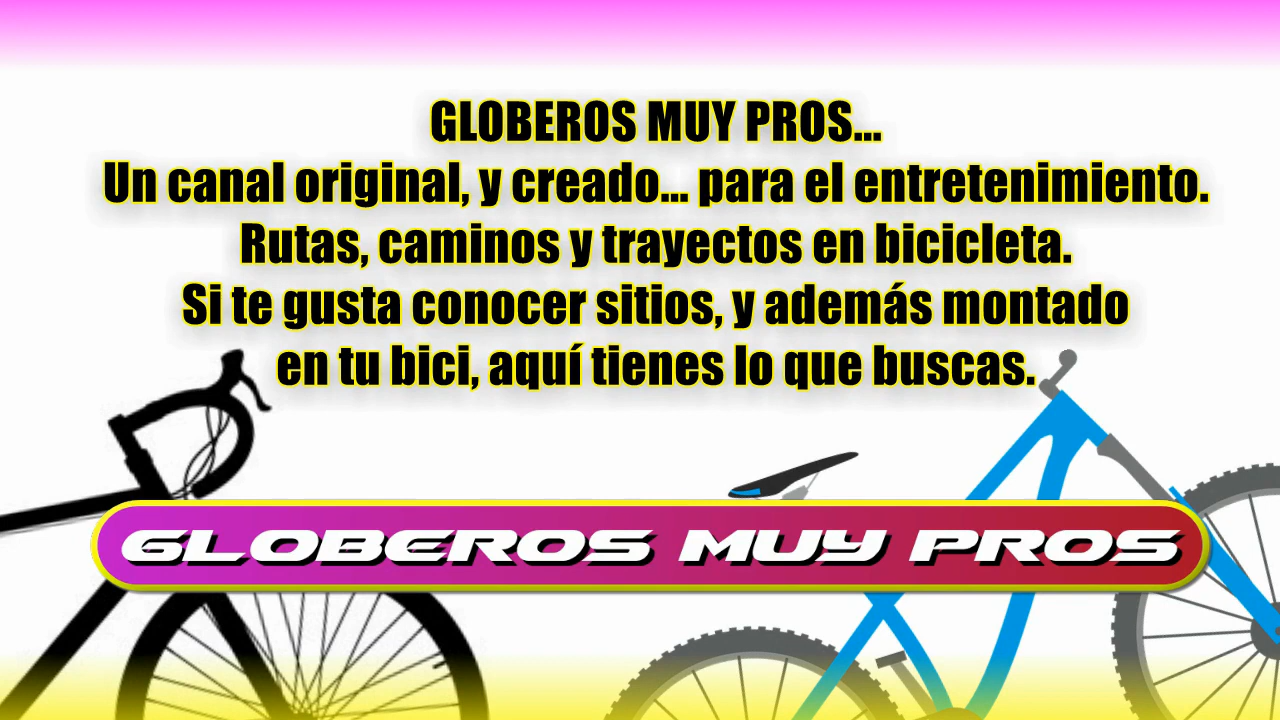 GLOBEROS MUY PROS...
Un canal original, y creado... para el entretenimiento.
Rutas, caminos y trayectos en bicicleta.
Si te gusta conocer sitios, y además montado
en tu bici, aquí tienes lo que buscas.
GLOBEROS MUY PROS